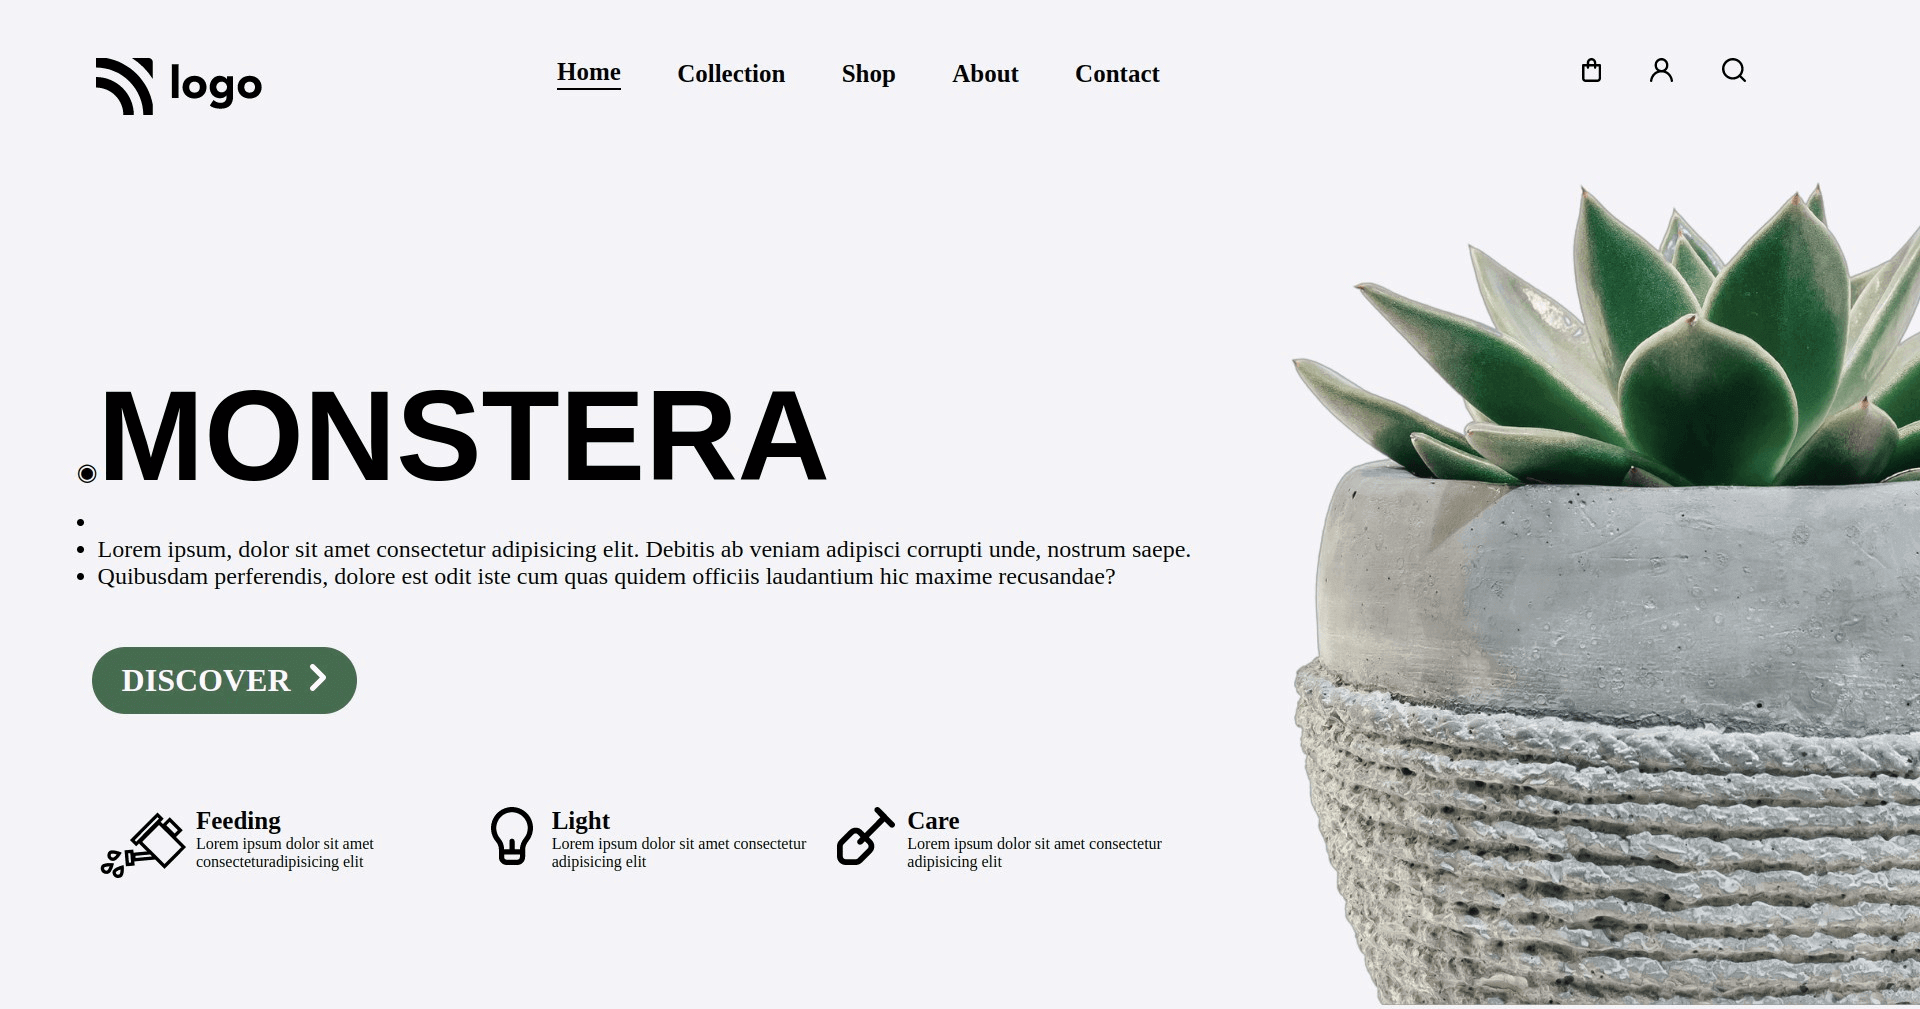 logo
Home Collection Shop About Contact
MONSTERA
Lorem ipsum, dolor sit amet consectetur adipisicing elit. Debitis ab veniam adipisci corrupti unde, nostrum saepe.
Quibusdam perferendis, dolore est odit iste cum quas quidem officiis laudantium hic maxime recusandae?
DISCOVER
Feeding
Lorem ipsum dolor sit amet
consecteturadipisicing elit
Light
Lorem ipsum dolor sit amet consectetur
adipisicing elit
Care
Lorem ipsum dolor sit amet consectetur
adipisicing elit